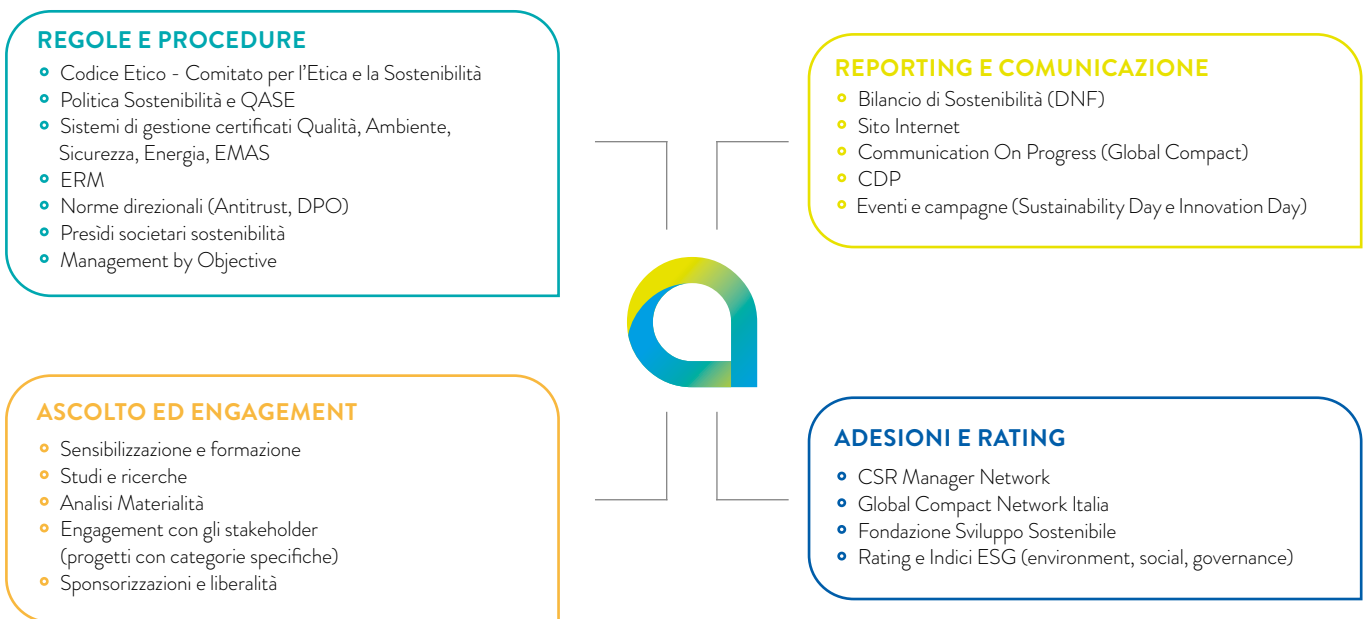 REGOLE E PROCEDURE
Codice Etico - Comitato per l'Etica e la Sostenibilità
Politica Sostenibilità e QASE
Sistemi di gestione certificati Qualità, Ambiente,
Sicurezza, Energia, EMAS
ERM
Norme direzionali (Antitrust, DPO)
Presìdi societari sostenibilità
Management by Objective
REPORTING E COMUNICAZIONE
Bilancio di Sostenibilità (DNF)
Sito Internet
Communication On Progress (Global Compact)
CDP
Eventi e campagne (Sustainability Day e Innovation Day)
ASCOLTO ED ENGAGEMENT
Sensibilizzazione e formazione
Studi e ricerche
Analisi Materialità
Engagement con gli stakeholder
(progetti con categorie specifiche)
Sponsorizzazioni e liberalità
ADESIONI E RATING
CSR Manager Network
Global Compact Network Italia
Fondazione Sviluppo Sostenibile
Rating e Indici ESG (environment, social, governance)